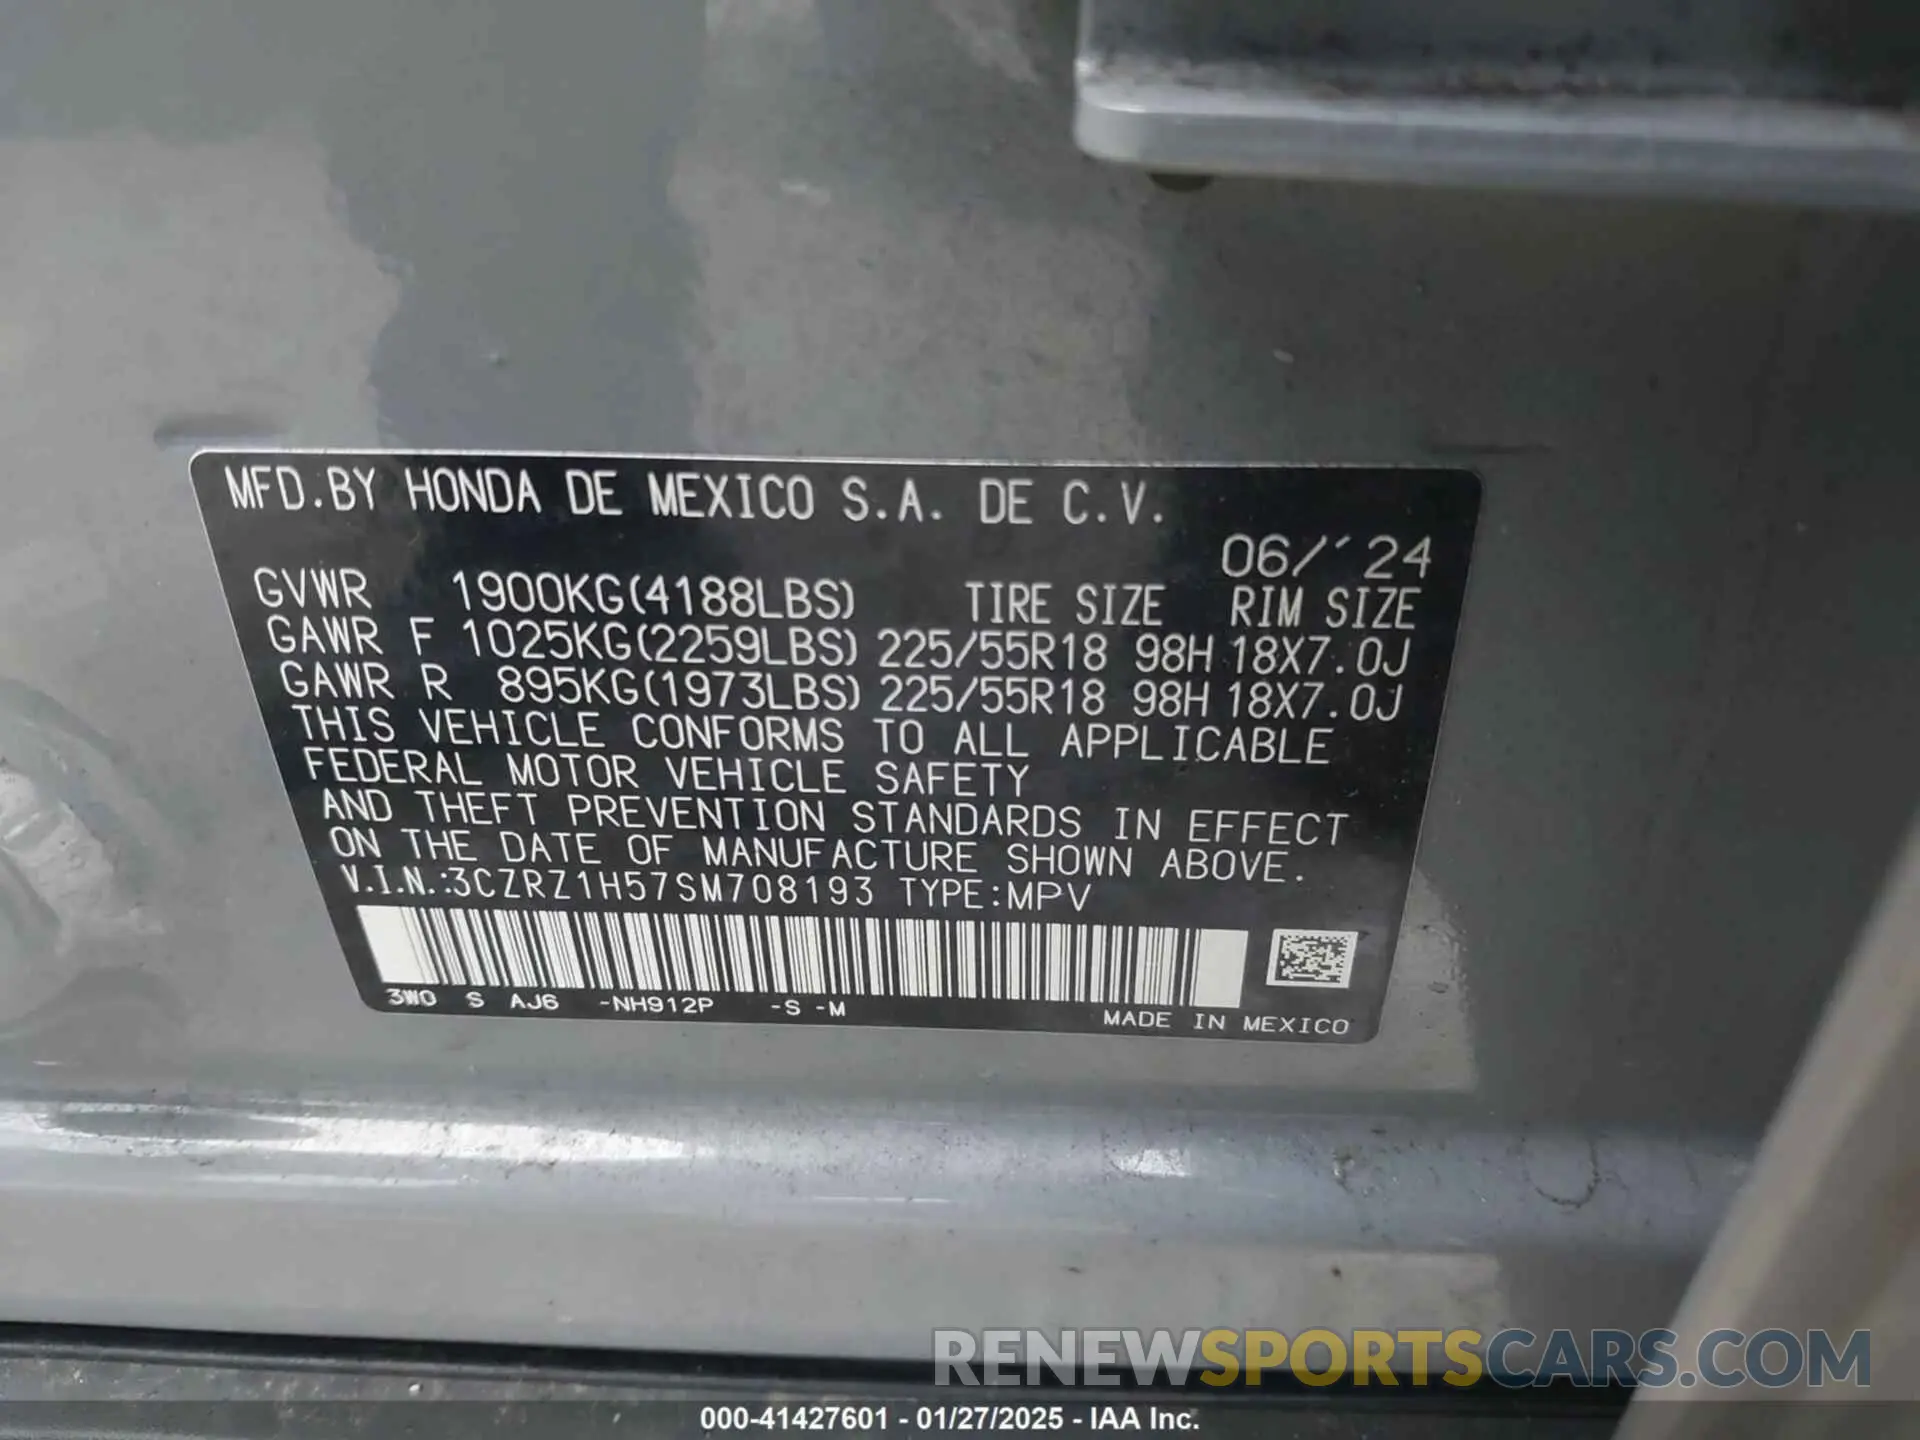 MFD.BY HONDA DE MEXICO S.A. DE C.V.
06/'24
GVWR 1900KG(4188LBS) TIRE SIZE RIM SIZE
GAWR F 1025KG(2259LBS) 225/55R18 98H 18X7.0J
GAWR R 895KG(1973LBS) 225/55R18 98H 18X7.0J
THIS VEHICLE CONFORMS TO ALL APPLICABLE
FEDERAL MOTOR VEHICLE SAFETY
AND THEFT PREVENTION STANDARDS IN EFFECT
ON THE DATE OF MANUFACTURE SHOWN ABOVE.
V.I.N.:3CZRZ1H57SM708193 TYPE:MPV
3W0 S AJ6 -NH912P -S -M
MADE IN MEXICO
RENEWSPORTSCARS.COM
000-41427601 - 01/27/2025 - IAA Inc.